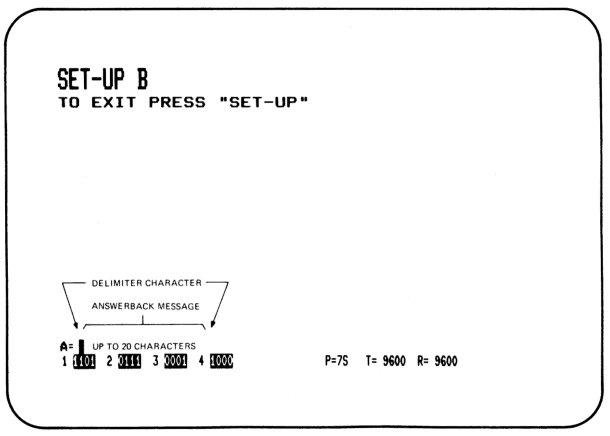 SET-UP B
TO EXIT PRESS "SET-UP"
DELIMITER CHARACTER
ANSWERBACK MESSAGE
A= UP TO 20 CHARACTERS
1 1101 2 0111 3 0001 4 1000 P=7S T= 9600 R= 9600